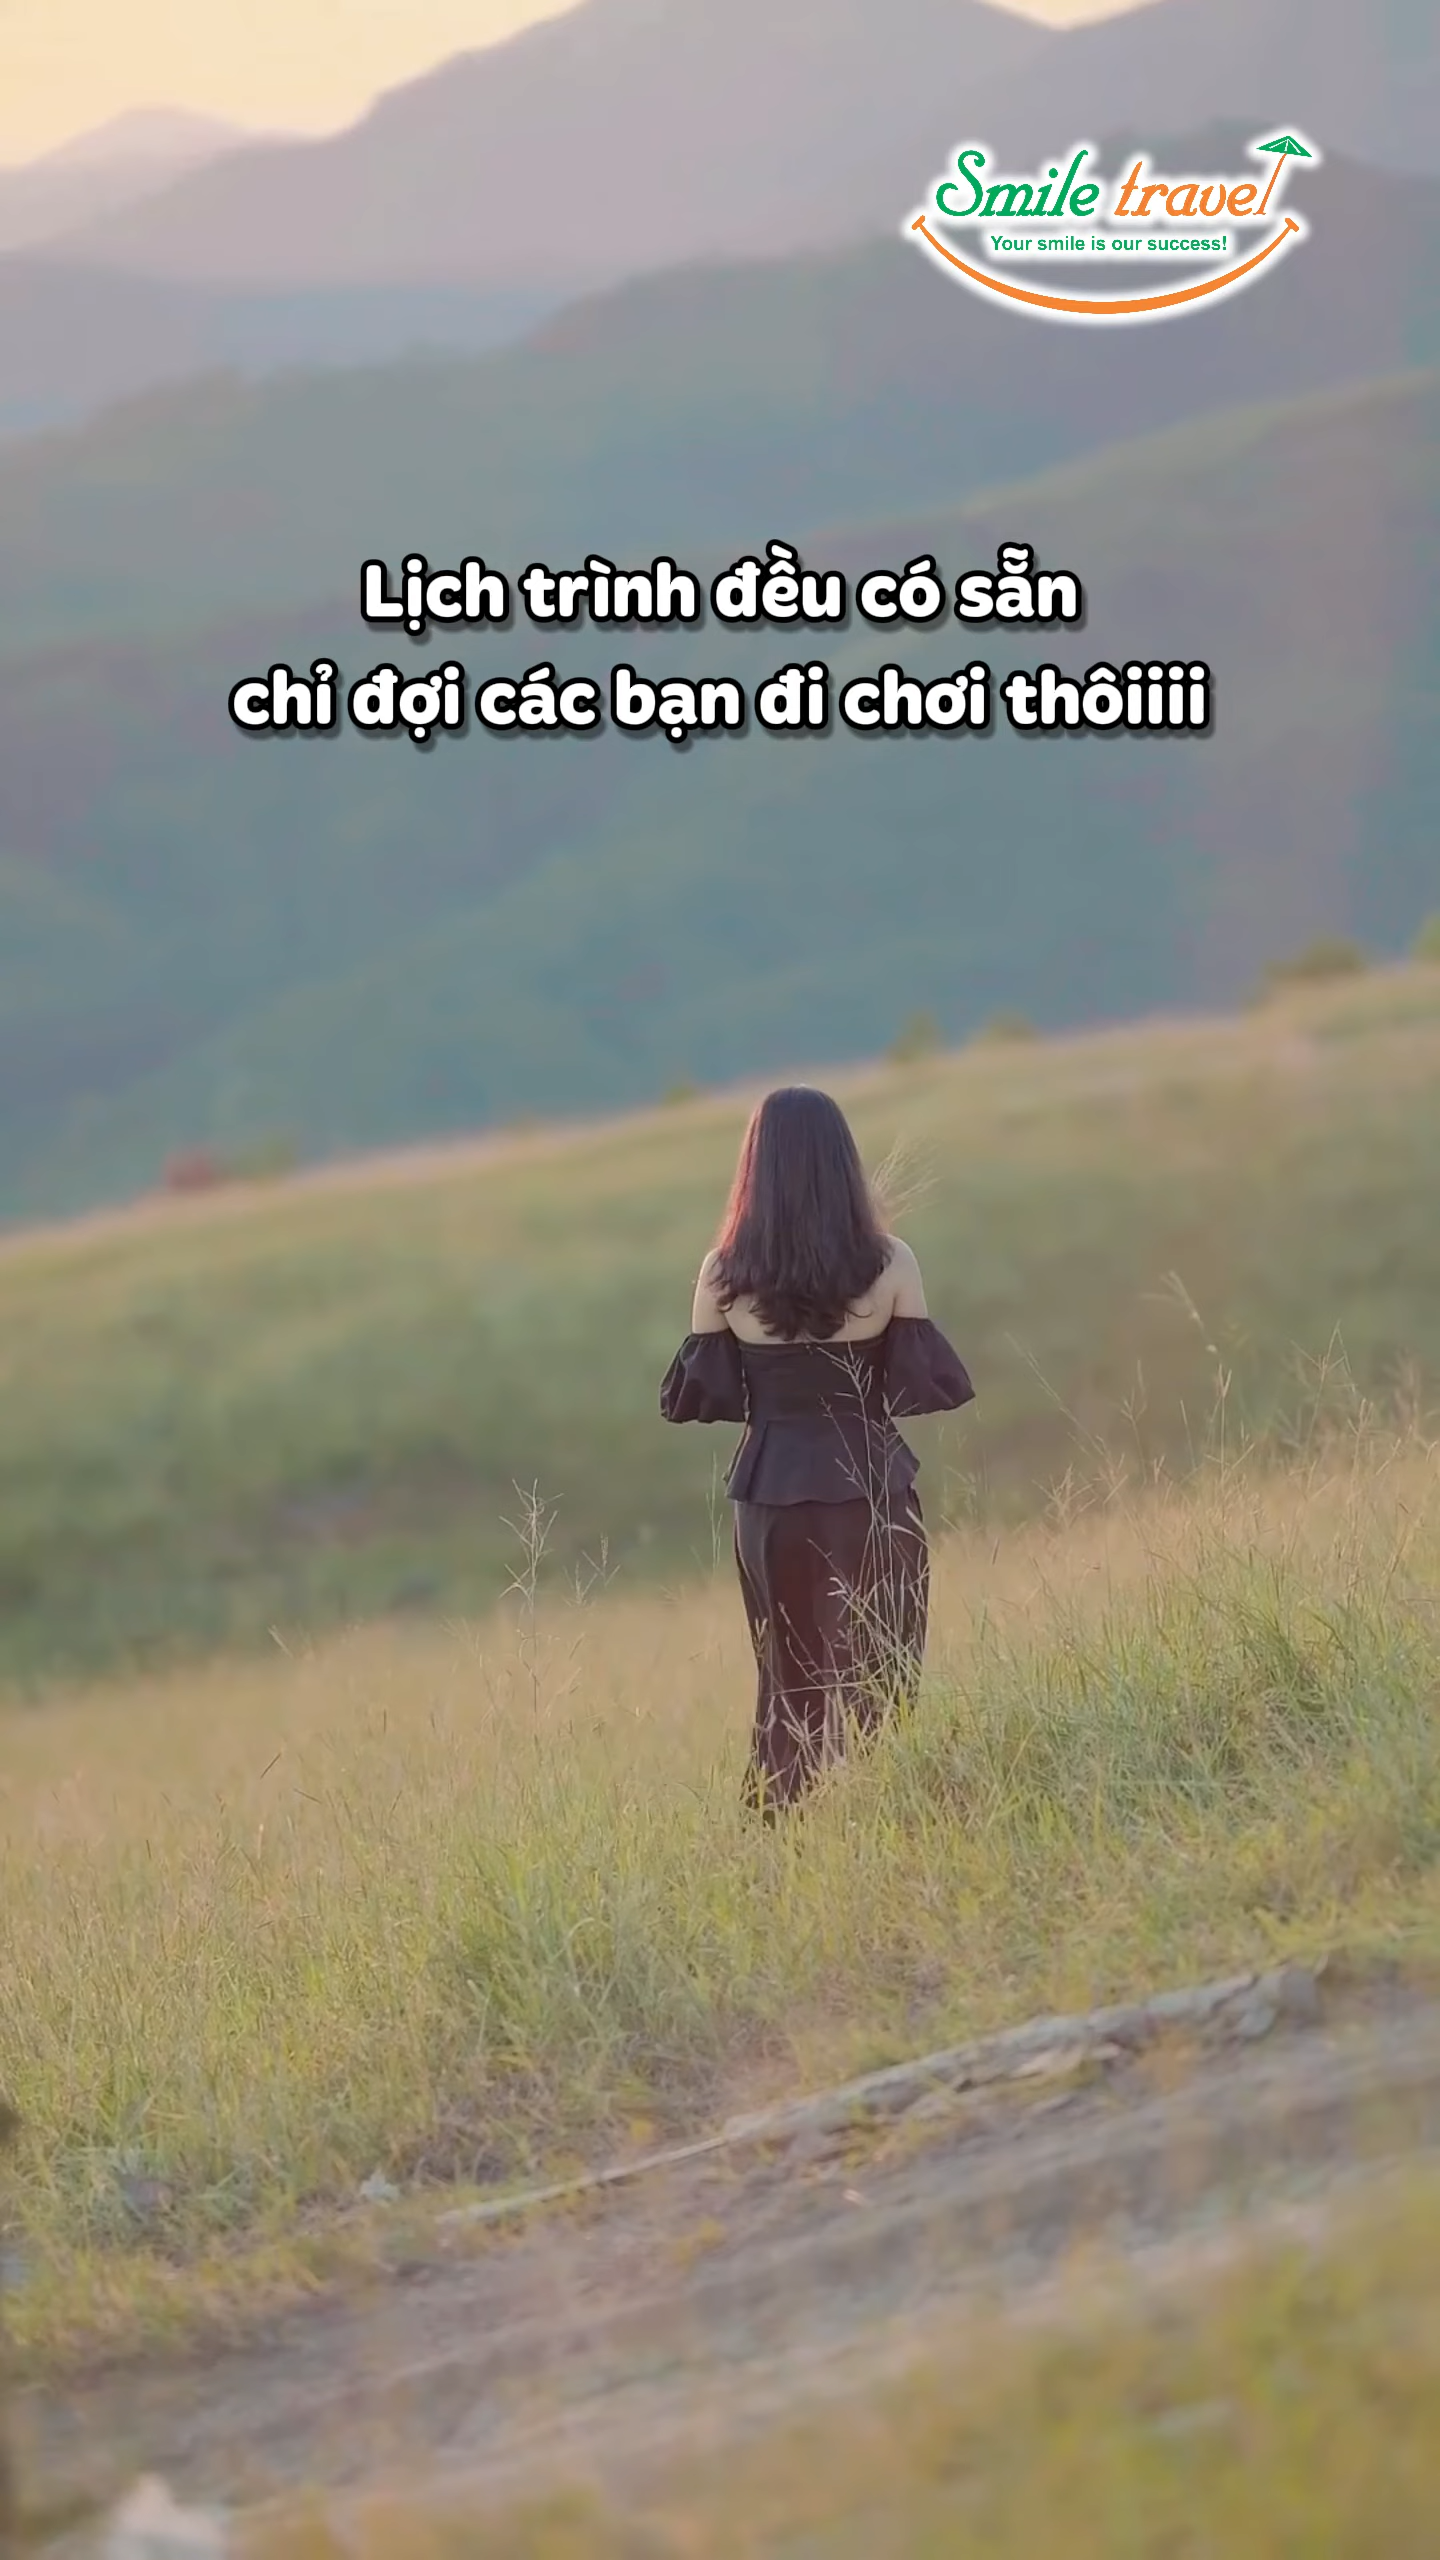 Smile travel
Your smile is our success!
Lịch trình đều có sẵn
chỉ đợi các bạn đi chơi thôiiii